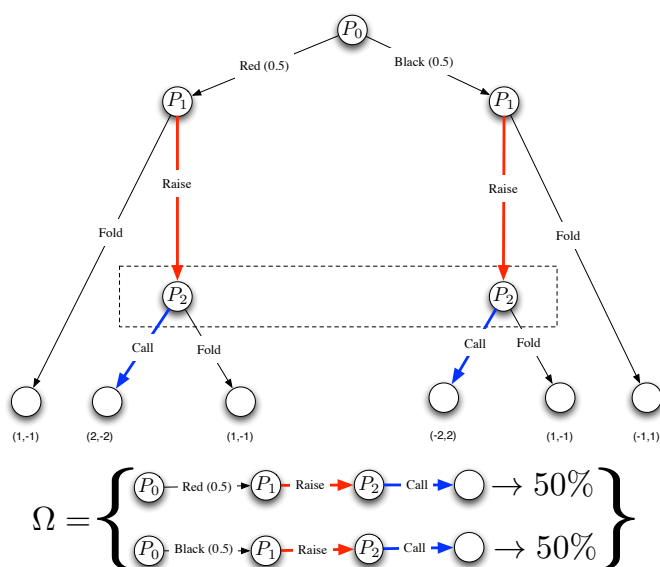 P₀
Red (0.5) Black (0.5)
P₁ P₁
Raise Raise
Fold Fold
P₂ P₂
Call Fold Call Fold
(1,-1) (2,-2) (1,-1) (-2,2) (1,-1) (-1,1)
Ω = { P₀ Red (0.5) P₁ Raise P₂ Call → 50%
P₀ Black (0.5) P₁ Raise P₂ Call → 50% }